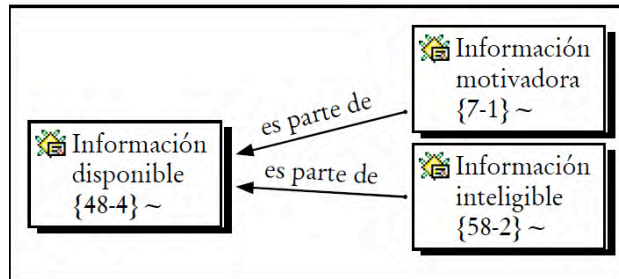 Información
motivadora
{7-1} ~
es parte de
Información
disponible
{48-4} ~
es parte de
Información
inteligible
{58-2} ~